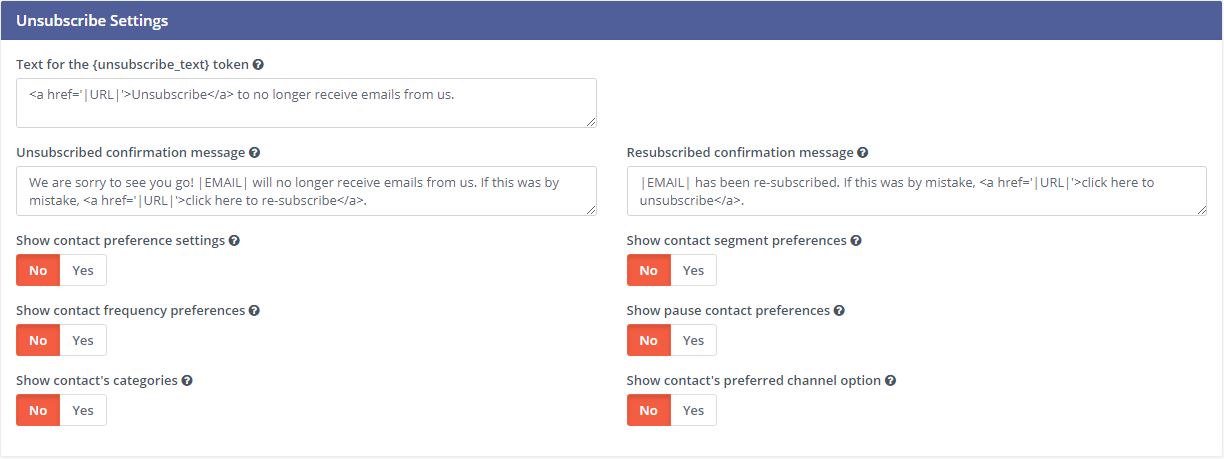 Unsubscribe Settings
Text for the {unsubscribe_text} token
<a href='|URL|'>Unsubscribe</a> to no longer receive emails from us.
Unsubscribed confirmation message
We are sorry to see you go! |EMAIL| will no longer receive emails from us. If this was by
mistake, <a href='|URL|'>click here to re-subscribe</a>.
Resubscribed confirmation message
|EMAIL| has been re-subscribed. If this was by mistake, <a href='|URL|'>click here to
unsubscribe</a>.
Show contact preference settings
No Yes
Show contact segment preferences
No Yes
Show contact frequency preferences
No Yes
Show pause contact preferences
No Yes
Show contact's categories
No Yes
Show contact's preferred channel option
No Yes